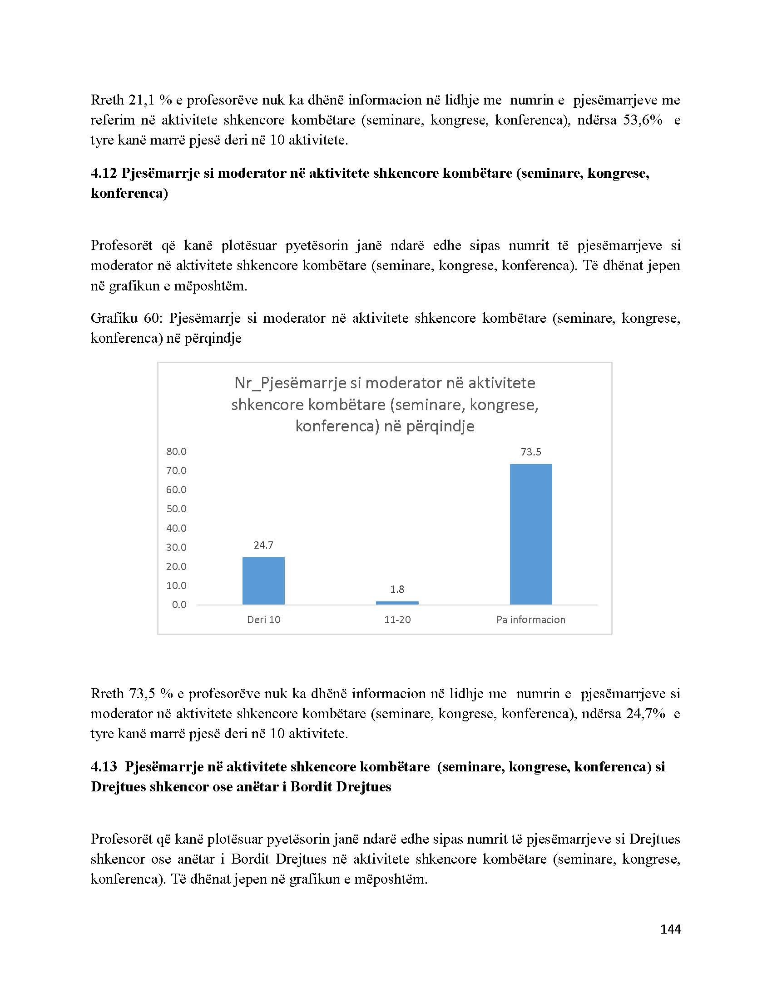 Rreth 21,1 % e profesorëve nuk ka dhënë informacion në lidhje me  numrin e  pjesëmarrjeve me
referim në aktivitete shkencore kombëtare (seminare, kongrese, konferenca), ndërsa 53,6%  e
tyre kanë marrë pjesë deri në 10 aktivitete.
4.12 Pjesëmarrje si moderator në aktivitete shkencore kombëtare (seminare, kongrese,
konferenca)
Profesorët që kanë plotësuar pyetësorin janë ndarë edhe sipas numrit të pjesëmarrjeve si
moderator në aktivitete shkencore kombëtare (seminare, kongrese, konferenca). Të dhënat jepen
në grafikun e mëposhtëm.
Grafiku 60: Pjesëmarrje si moderator në aktivitete shkencore kombëtare (seminare, kongrese,
konferenca) në përqindje
Nr_Pjesëmarrje si moderator në aktivitete
shkencore kombëtare (seminare, kongrese,
konferenca) në përqindje
80.0
70.0
60.0
50.0
40.0
30.0
20.0
10.0
0.0
24.7
1.8
73.5
Deri 10
11-20
Pa informacion
Rreth 73,5 % e profesorëve nuk ka dhënë informacion në lidhje me  numrin e  pjesëmarrjeve si
moderator në aktivitete shkencore kombëtare (seminare, kongrese, konferenca), ndërsa 24,7%  e
tyre kanë marrë pjesë deri në 10 aktivitete.
4.13  Pjesëmarrje në aktivitete shkencore kombëtare  (seminare, kongrese, konferenca) si
Drejtues shkencor ose anëtar i Bordit Drejtues
Profesorët që kanë plotësuar pyetësorin janë ndarë edhe sipas numrit të pjesëmarrjeve si Drejtues
shkencor ose anëtar i Bordit Drejtues në aktivitete shkencore kombëtare (seminare, kongrese,
konferenca). Të dhënat jepen në grafikun e mëposhtëm.
144